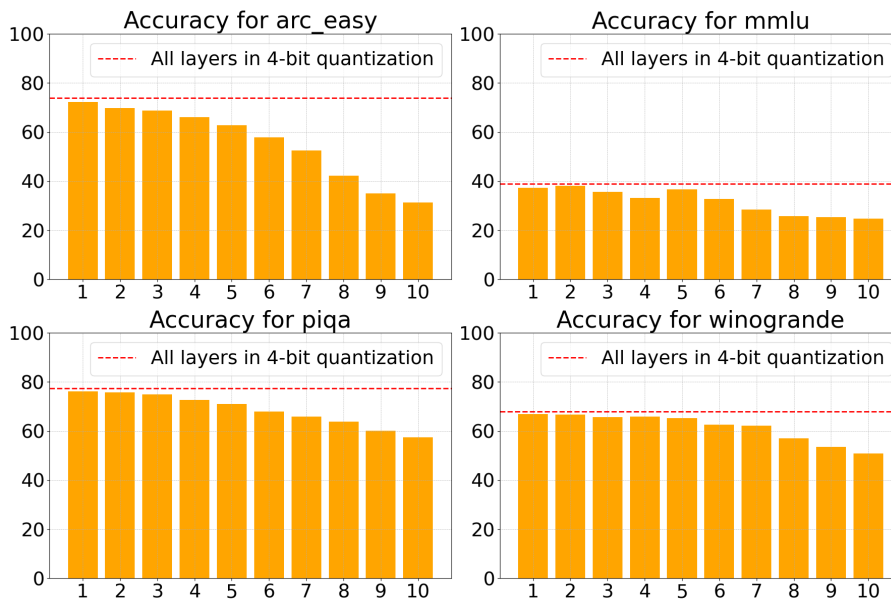 Accuracy for arc_easy
100
80
60
40
20
0
All layers in 4-bit quantization
1 2 3 4 5 6 7 8 9 10
Accuracy for mmlu
100
80
60
40
20
0
All layers in 4-bit quantization
1 2 3 4 5 6 7 8 9 10
Accuracy for piqa
100
80
60
40
20
0
All layers in 4-bit quantization
1 2 3 4 5 6 7 8 9 10
Accuracy for winogrande
100
80
60
40
20
0
All layers in 4-bit quantization
1 2 3 4 5 6 7 8 9 10